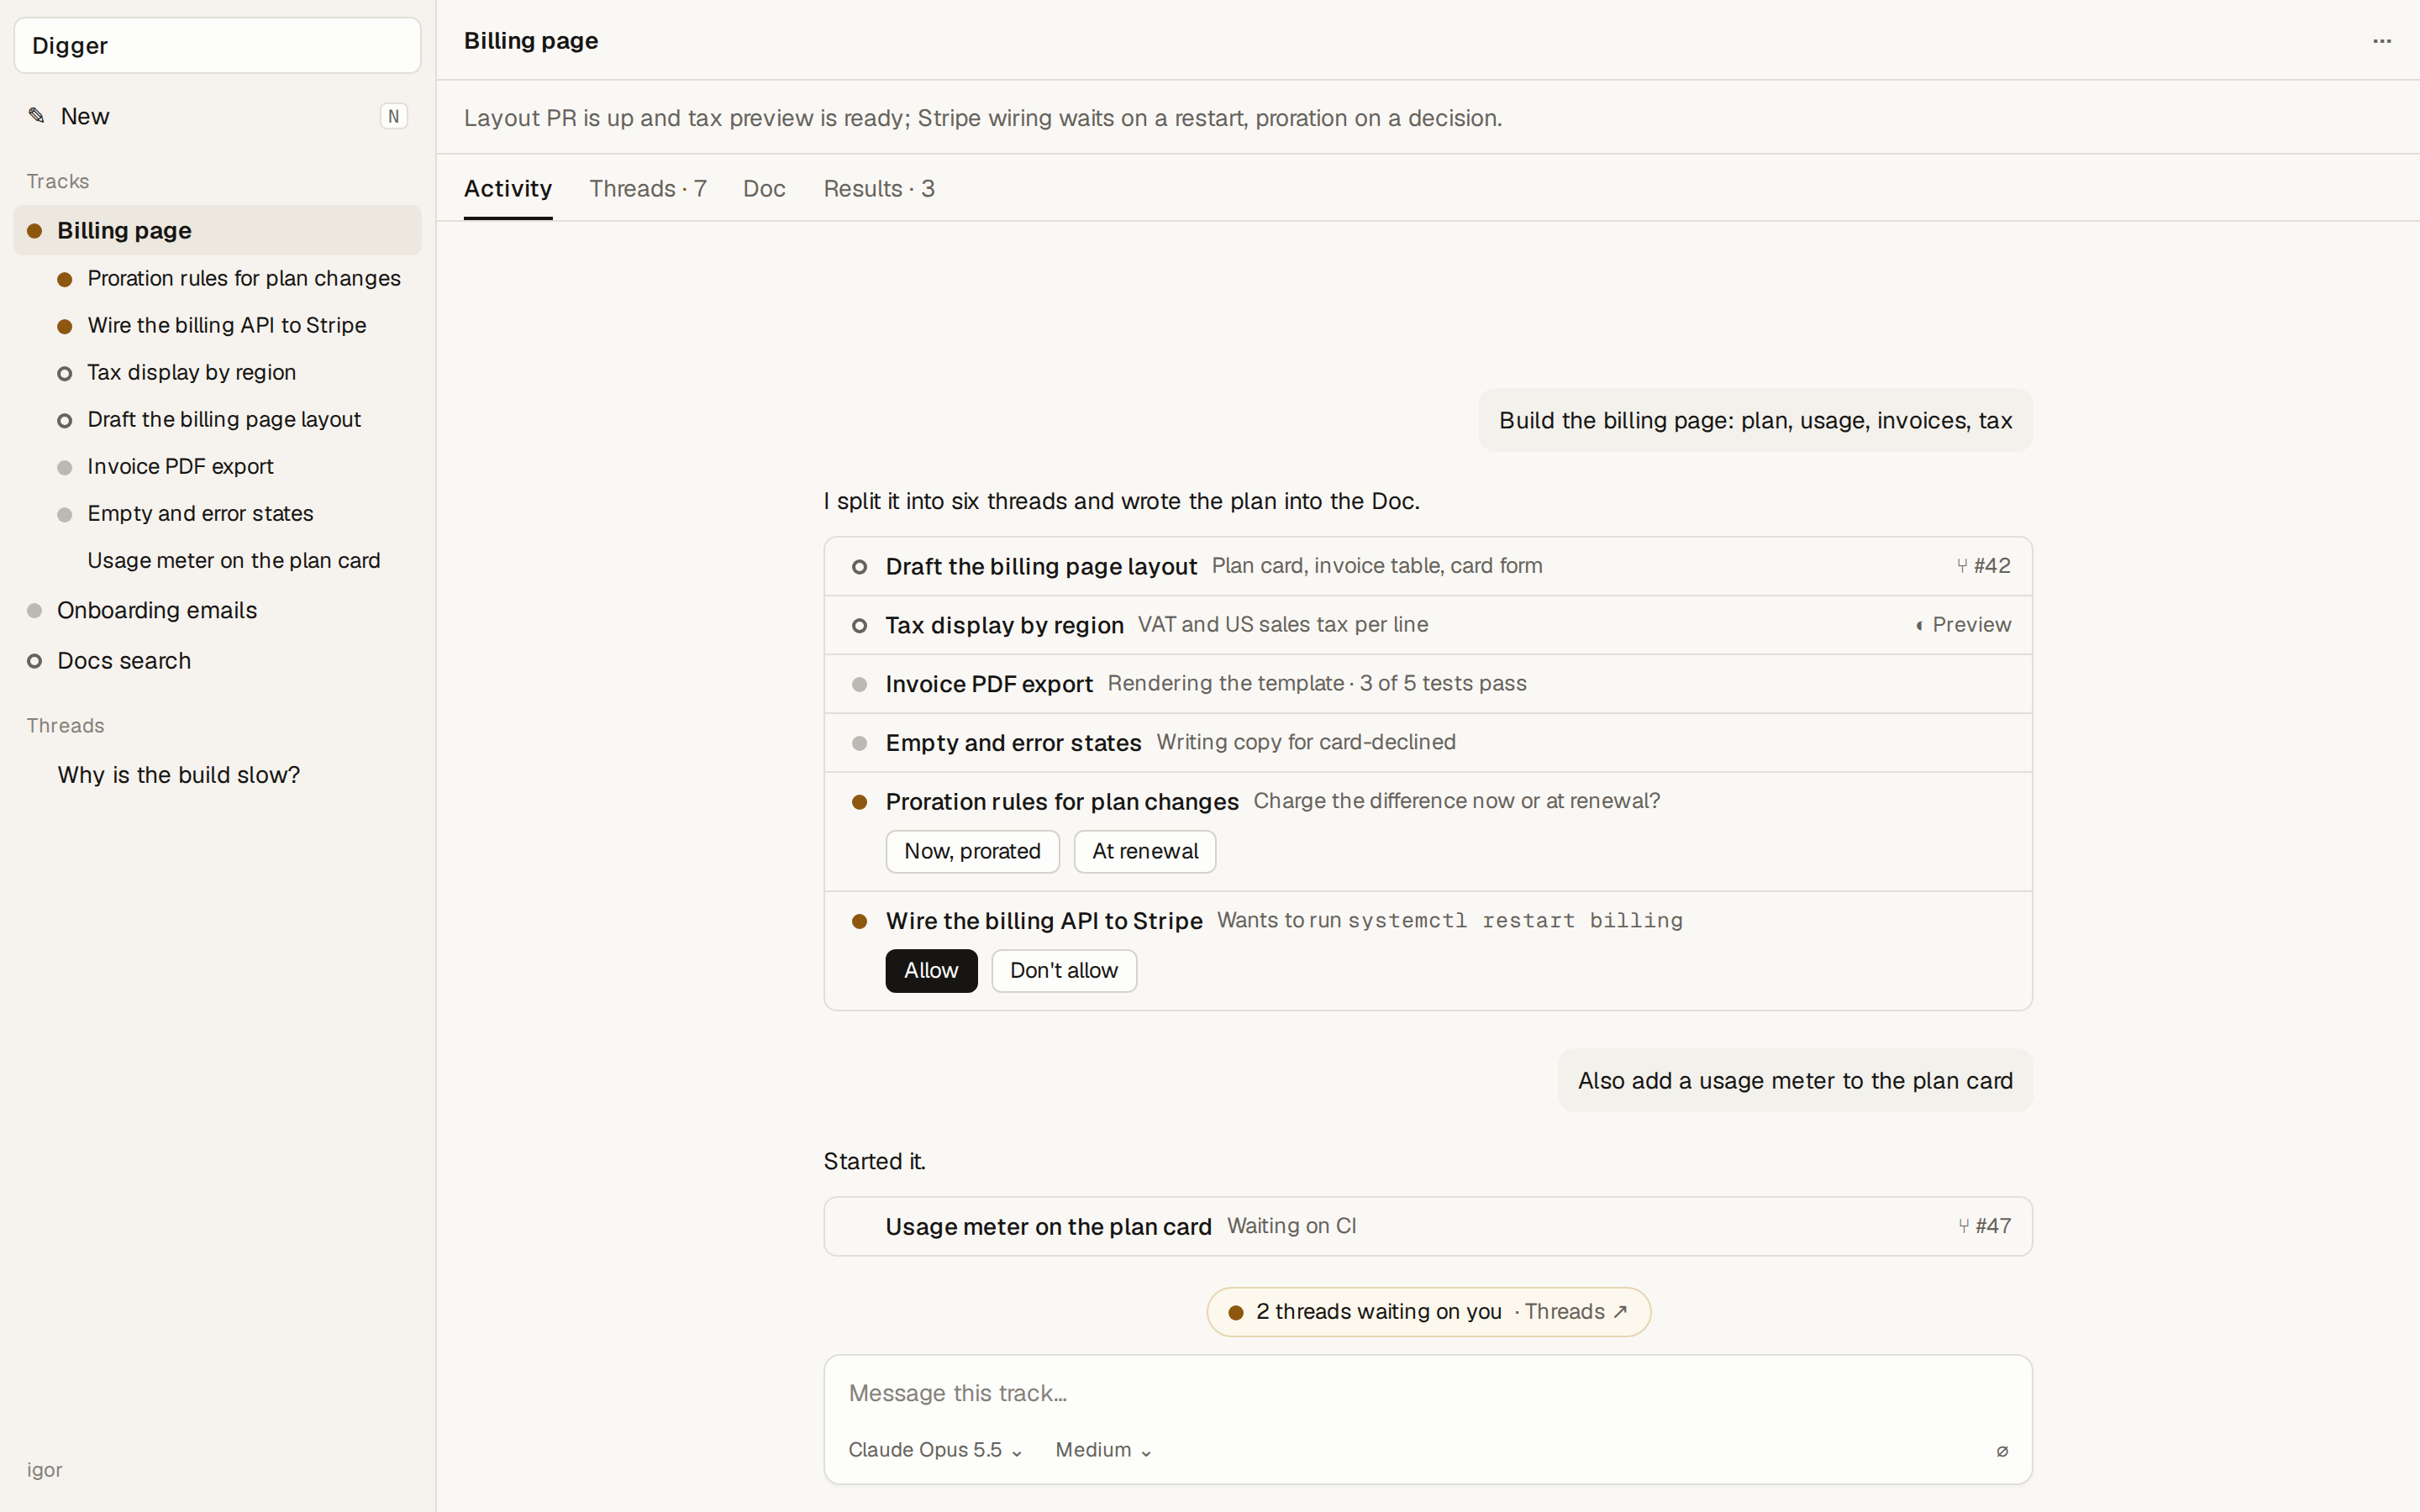 Digger
New N
Tracks
Billing page
Proration rules for plan changes
Wire the billing API to Stripe
Tax display by region
Draft the billing page layout
Invoice PDF export
Empty and error states
Usage meter on the plan card
Onboarding emails
Docs search
Threads
Why is the build slow?
igor
Billing page
...
Layout PR is up and tax preview is ready; Stripe wiring waits on a restart, proration on a decision.
Activity Threads · 7 Doc Results · 3
Build the billing page: plan, usage, invoices, tax
I split it into six threads and wrote the plan into the Doc.
Draft the billing page layout Plan card, invoice table, card form #42
Tax display by region VAT and US sales tax per line Preview
Invoice PDF export Rendering the template · 3 of 5 tests pass
Empty and error states Writing copy for card-declined
Proration rules for plan changes Charge the difference now or at renewal?
Now, prorated At renewal
Wire the billing API to Stripe Wants to run systemctl restart billing
Allow Don't allow
Also add a usage meter to the plan card
Started it.
Usage meter on the plan card Waiting on CI #47
2 threads waiting on you · Threads ↗
Message this track...
Claude Opus 5.5 Medium